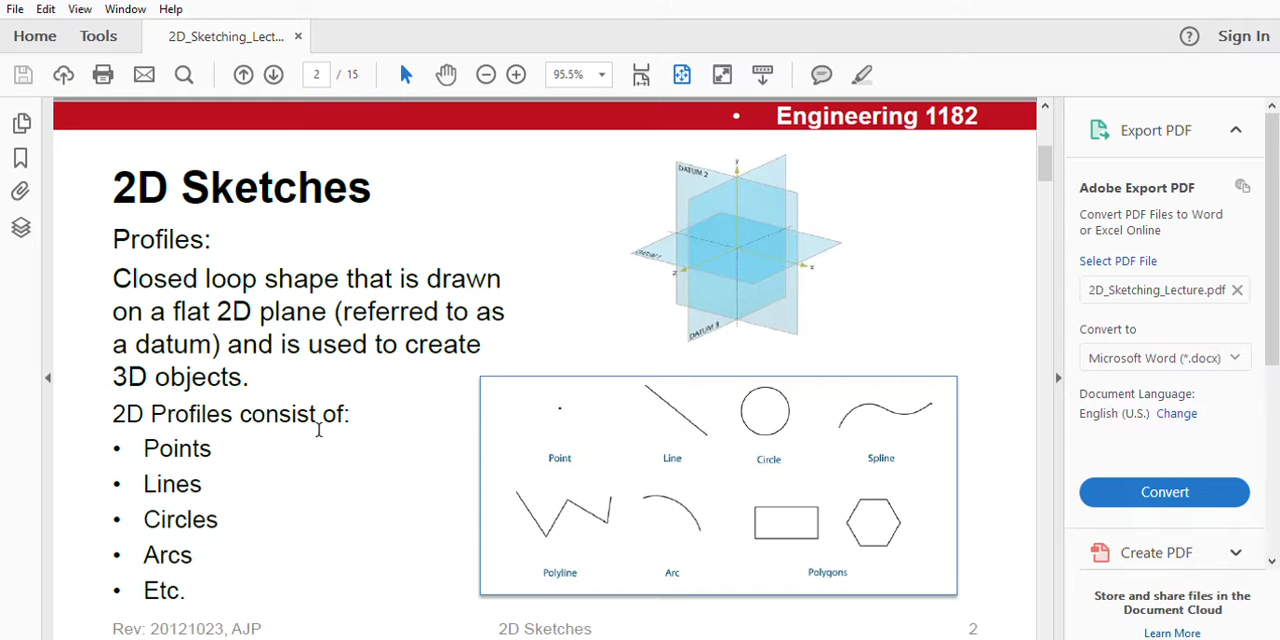 File Edit View Window Help
Home Tools 2D_Sketching_Lect... × Sign In
2 / 15 95.5%
• Engineering 1182
2D Sketches
Profiles:
Closed loop shape that is drawn
on a flat 2D plane (referred to as
a datum) and is used to create
3D objects.
2D Profiles consist of:
• Points
• Lines
• Circles
• Arcs
• Etc.
DATUM 2
y
x
z
DATUM 3
Point Line Circle Spline
Polyline Arc Polygons
Rev: 20121023, AJP 2D Sketches 2
Export PDF
Adobe Export PDF
Convert PDF Files to Word
or Excel Online
Select PDF File
2D_Sketching_Lecture.pdf ×
Convert to
Microsoft Word (*.docx)
Document Language:
English (U.S.) Change
Convert
Create PDF
Store and share files in the
Document Cloud
Learn More